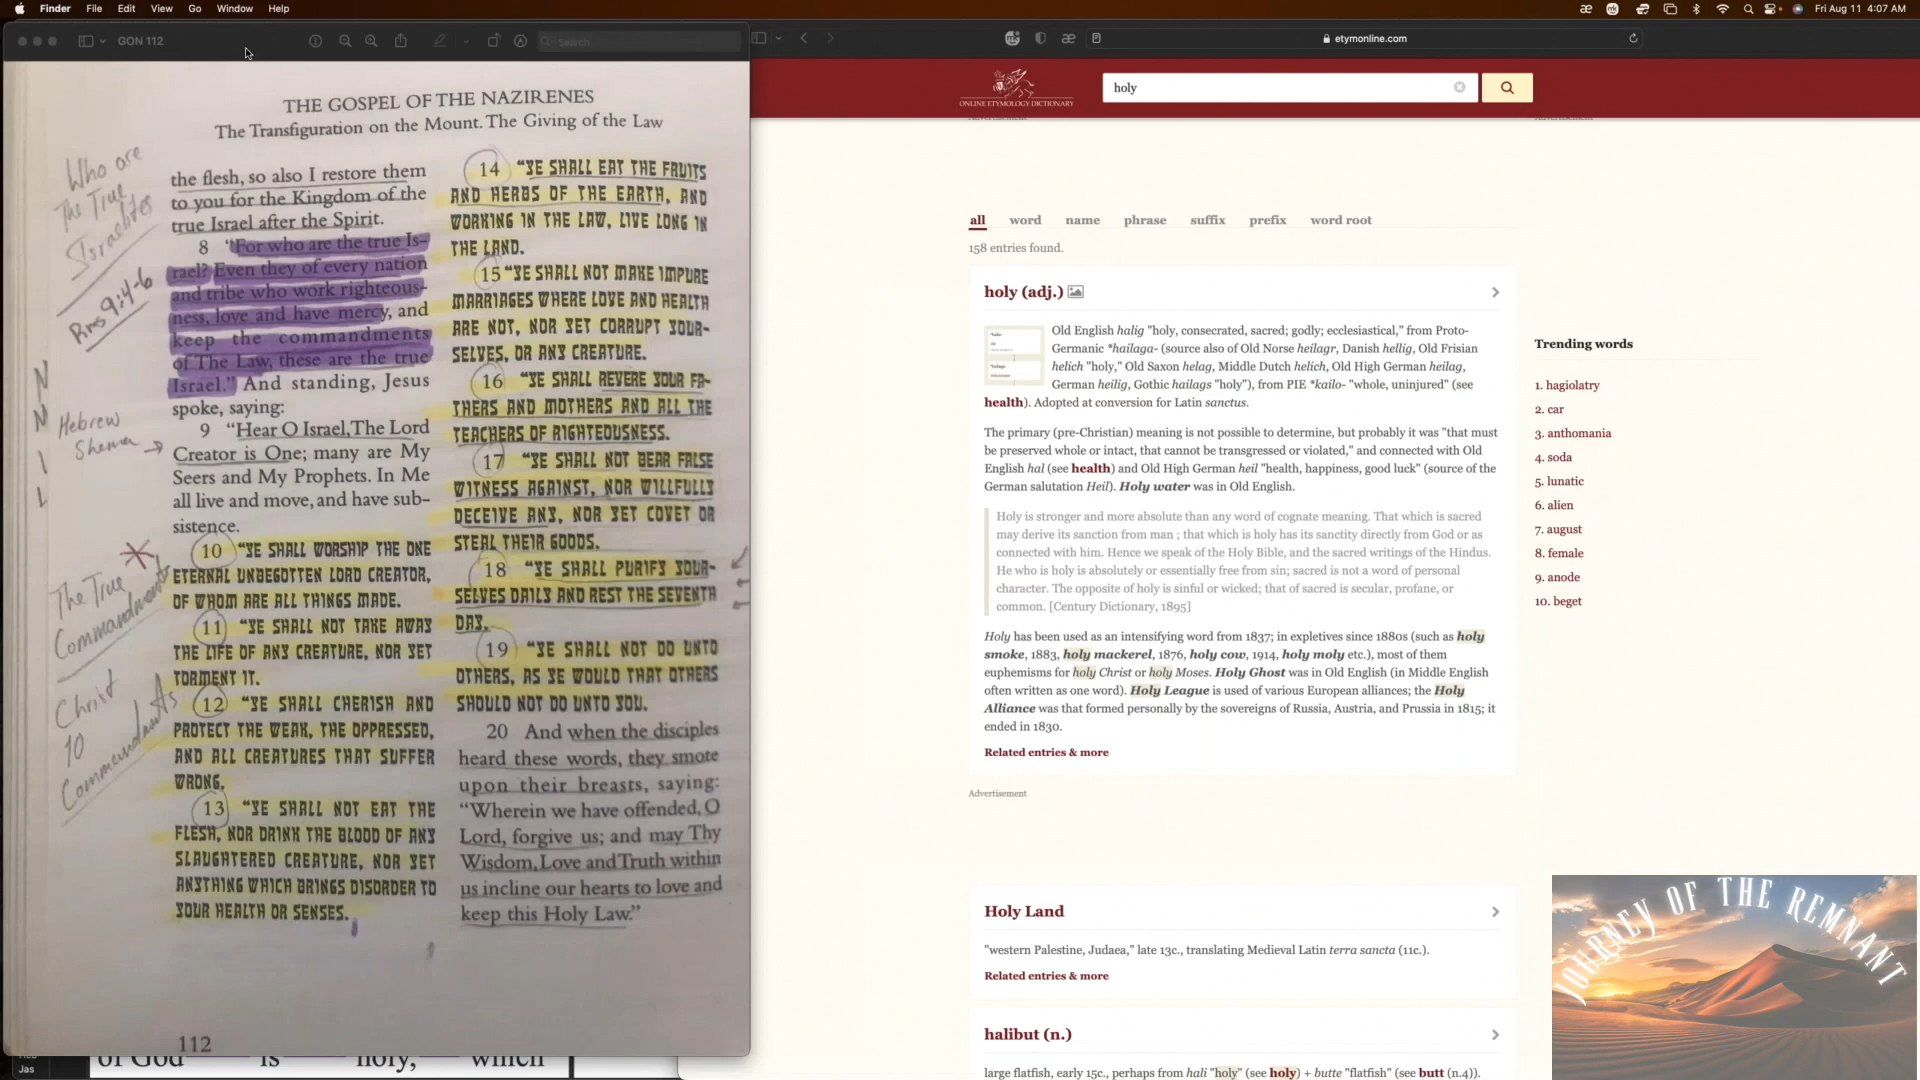 Finder File Edit View Go Window Help
Fri Aug 11 4:07 AM
GON 112
Search
etymonline.com
THE GOSPEL OF THE NAZIRENES
The Transfiguration on the Mount. The Giving of the Law
Who are
The True
Israelites
Rms 9:4-6
N
N
I
L
Hebrew
Shema
The True
Commandments
Christ
10
Commandments
the flesh, so also I restore them
to you for the Kingdom of the
true Israel after the Spirit.
8 "For who are the true Is-
rael? Even they of every nation
and tribe who work righteous-
ness, love and have mercy, and
keep the commandments
of The Law, these are the true
Israel." And standing, Jesus
spoke, saying:
9 "Hear O Israel, The Lord
Creator is One; many are My
Seers and My Prophets. In Me
all live and move, and have sub-
sistence.
10 "YE SHALL WORSHIP THE ONE
ETERNAL UNBEGOTTEN LORD CREATOR,
OF WHOM ARE ALL THINGS MADE.
11 "YE SHALL NOT TAKE AWAY
THE LIFE OF ANY CREATURE, NOR YET
TORMENT IT.
12 "YE SHALL CHERISH AND
PROTECT THE WEAK, THE OPPRESSED,
AND ALL CREATURES THAT SUFFER
WRONG.
13 "YE SHALL NOT EAT THE
FLESH, NOR DRINK THE BLOOD OF ANY
SLAUGHTERED CREATURE, NOR YET
ANYTHING WHICH BRINGS DISORDER TO
YOUR HEALTH OR SENSES.
14 "YE SHALL EAT THE FRUITS
AND HERBS OF THE EARTH, AND
WORKING IN THE LAW, LIVE LONG IN
THE LAND.
15 "YE SHALL NOT MAKE IMPURE
MARRIAGES WHERE LOVE AND HEALTH
ARE NOT, NOR YET CORRUPT YOUR-
SELVES, OR ANY CREATURE.
16 "YE SHALL REVERE YOUR FA-
THERS AND MOTHERS AND ALL THE
TEACHERS OF RIGHTEOUSNESS.
17 "YE SHALL NOT BEAR FALSE
WITNESS AGAINST, NOR WILLFULLY
DECEIVE ANY, NOR YET COVET OR
STEAL THEIR GOODS.
18 "YE SHALL PURIFY YOUR-
SELVES DAILY AND REST THE SEVENTH
DAY.
19 "YE SHALL NOT DO UNTO
OTHERS, AS YE WOULD THAT OTHERS
SHOULD NOT DO UNTO YOU.
20 And when the disciples
heard these words, they smote
upon their breasts, saying:
"Wherein we have offended, O
Lord, forgive us; and may Thy
Wisdom, Love and Truth within
us incline our hearts to love and
keep this Holy Law."
112
Jas
of God is holy, which
ONLINE ETYMOLOGY DICTIONARY
holy
all word name phrase suffix prefix word root
158 entries found.
holy (adj.)
Old English halig "holy, consecrated, sacred; godly; ecclesiastical," from Proto-
Germanic *hailaga- (source also of Old Norse heilagr, Danish hellig, Old Frisian
helich "holy," Old Saxon helag, Middle Dutch helich, Old High German heilag,
German heilig, Gothic hailags "holy"), from PIE *kailo- "whole, uninjured" (see
health). Adopted at conversion for Latin sanctus.
The primary (pre-Christian) meaning is not possible to determine, but probably it was "that must
be preserved whole or intact, that cannot be transgressed or violated," and connected with Old
English hal (see health) and Old High German heil "health, happiness, good luck" (source of the
German salutation Heil). Holy water was in Old English.
Holy is stronger and more absolute than any word of cognate meaning. That which is sacred
may derive its sanction from man ; that which is holy has its sanctity directly from God or as
connected with him. Hence we speak of the Holy Bible, and the sacred writings of the Hindus.
He who is holy is absolutely or essentially free from sin; sacred is not a word of personal
character. The opposite of holy is sinful or wicked; that of sacred is secular, profane, or
common. [Century Dictionary, 1895]
Holy has been used as an intensifying word from 1837; in expletives since 1880s (such as holy
smoke, 1883, holy mackerel, 1876, holy cow, 1914, holy moly etc.), most of them
euphemisms for holy Christ or holy Moses. Holy Ghost was in Old English (in Middle English
often written as one word). Holy League is used of various European alliances; the Holy
Alliance was that formed personally by the sovereigns of Russia, Austria, and Prussia in 1815; it
ended in 1830.
Related entries & more
Advertisement
Holy Land
"western Palestine, Judaea," late 13c., translating Medieval Latin terra sancta (11c.).
Related entries & more
halibut (n.)
large flatfish, early 15c., perhaps from hali "holy" (see holy) + butte "flatfish" (see butt (n.4)).
Trending words
1. hagiolatry
2. car
3. anthomania
4. soda
5. lunatic
6. alien
7. august
8. female
9. anode
10. beget
JOURNEY OF THE REMNANT